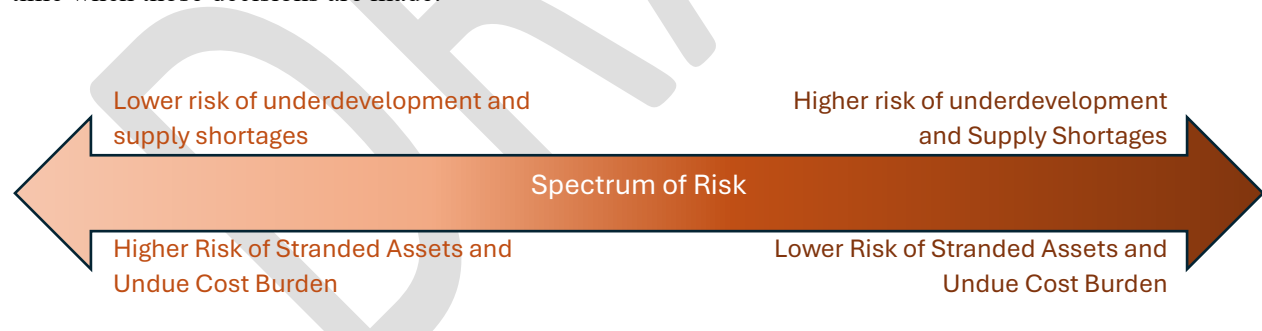 Lower risk of underdevelopment and
supply shortages
Higher risk of underdevelopment
and Supply Shortages
Spectrum of Risk
Higher Risk of Stranded Assets and
Undue Cost Burden
Lower Risk of Stranded Assets and
Undue Cost Burden